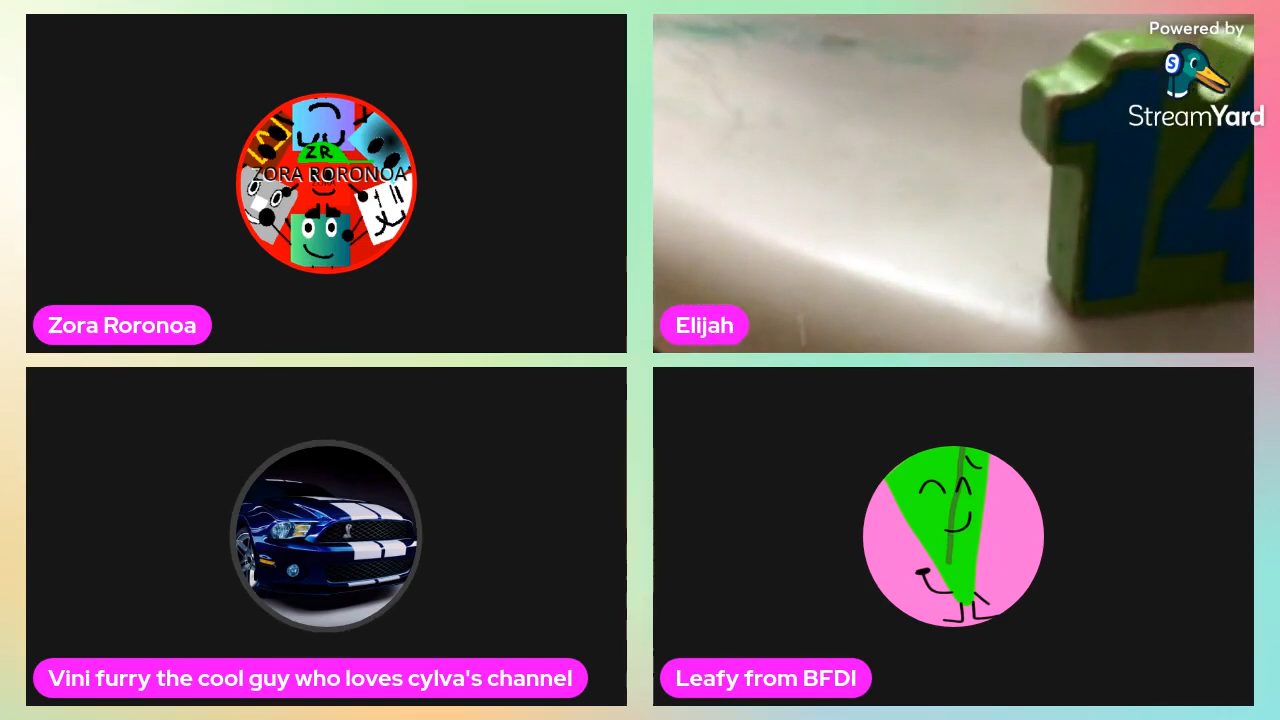 Powered by
StreamYard
ZR
ZORA RORONOA
14
Zora Roronoa
Elijah
Vini furry the cool guy who loves cylva's channel
Leafy from BFDI